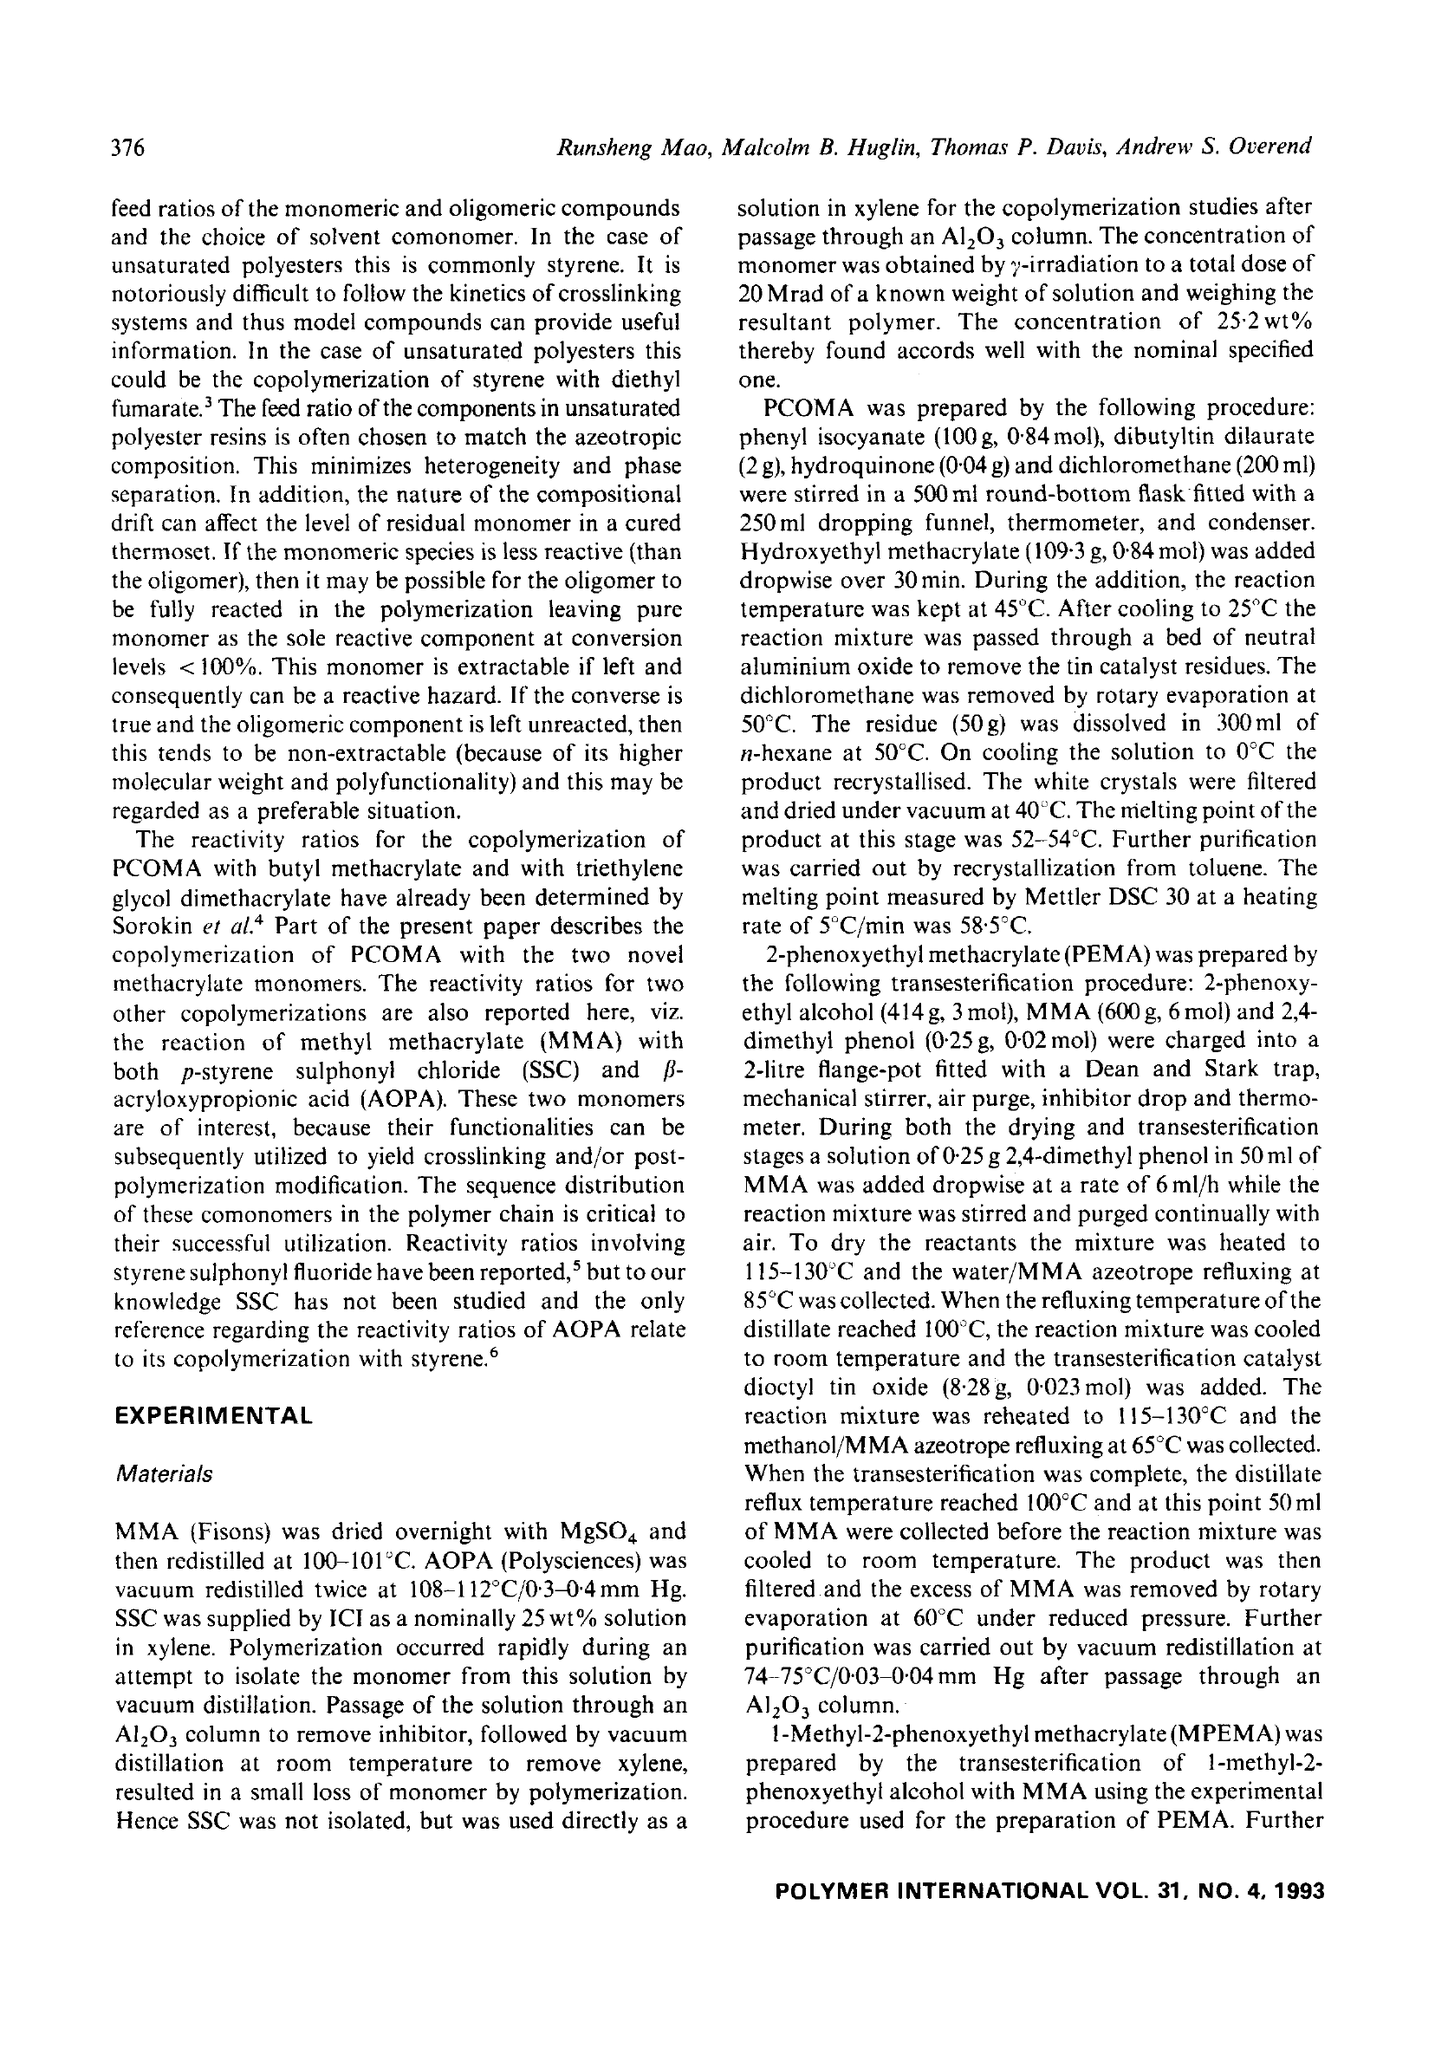 376
Runsheng Mao, Malcolm B. Huglin, Thomas P. Davis, Andrew S. Overend
feed ratios of the monomeric and oligomeric compounds
and the choice of solvent comonomer. In the case of
unsaturated polyesters this is commonly styrene. It is
notoriously difficult to follow the kinetics of crosslinking
systems and thus model compounds can provide useful
information. In the case of unsaturated polyesters this
could be the copolymerization of styrene with diethyl
fumarate.³ The feed ratio of the components in unsaturated
polyester resins is often chosen to match the azeotropic
composition. This minimizes heterogeneity and phase
separation. In addition, the nature of the compositional
drift can affect the level of residual monomer in a cured
thermoset. If the monomeric species is less reactive (than
the oligomer), then it may be possible for the oligomer to
be fully reacted in the polymerization leaving pure
monomer as the sole reactive component at conversion
levels < 100%. This monomer is extractable if left and
consequently can be a reactive hazard. If the converse is
true and the oligomeric component is left unreacted, then
this tends to be non-extractable (because of its higher
molecular weight and polyfunctionality) and this may be
regarded as a preferable situation.
The reactivity ratios for the copolymerization of
PCOMA with butyl methacrylate and with triethylene
glycol dimethacrylate have already been determined by
Sorokin et al.⁴ Part of the present paper describes the
copolymerization of PCOMA with the two novel
methacrylate monomers. The reactivity ratios for two
other copolymerizations are also reported here, viz.
the reaction of methyl methacrylate (MMA) with
both p-styrene sulphonyl chloride (SSC) and β-
acryloxypropionic acid (AOPA). These two monomers
are of interest, because their functionalities can be
subsequently utilized to yield crosslinking and/or post-
polymerization modification. The sequence distribution
of these comonomers in the polymer chain is critical to
their successful utilization. Reactivity ratios involving
styrene sulphonyl fluoride have been reported,⁵ but to our
knowledge SSC has not been studied and the only
reference regarding the reactivity ratios of AOPA relate
to its copolymerization with styrene.⁶
EXPERIMENTAL
Materials
MMA (Fisons) was dried overnight with MgSO₄ and
then redistilled at 100–101°C. AOPA (Polysciences) was
vacuum redistilled twice at 108–112°C/0·3–0·4 mm Hg.
SSC was supplied by ICI as a nominally 25 wt% solution
in xylene. Polymerization occurred rapidly during an
attempt to isolate the monomer from this solution by
vacuum distillation. Passage of the solution through an
Al₂O₃ column to remove inhibitor, followed by vacuum
distillation at room temperature to remove xylene,
resulted in a small loss of monomer by polymerization.
Hence SSC was not isolated, but was used directly as a
solution in xylene for the copolymerization studies after
passage through an Al₂O₃ column. The concentration of
monomer was obtained by γ-irradiation to a total dose of
20 Mrad of a known weight of solution and weighing the
resultant polymer. The concentration of 25·2 wt%
thereby found accords well with the nominal specified
one.
PCOMA was prepared by the following procedure:
phenyl isocyanate (100 g, 0·84 mol), dibutyltin dilaurate
(2 g), hydroquinone (0·04 g) and dichloromethane (200 ml)
were stirred in a 500 ml round-bottom flask fitted with a
250 ml dropping funnel, thermometer, and condenser.
Hydroxyethyl methacrylate (109·3 g, 0·84 mol) was added
dropwise over 30 min. During the addition, the reaction
temperature was kept at 45°C. After cooling to 25°C the
reaction mixture was passed through a bed of neutral
aluminium oxide to remove the tin catalyst residues. The
dichloromethane was removed by rotary evaporation at
50°C. The residue (50 g) was dissolved in 300 ml of
n-hexane at 50°C. On cooling the solution to 0°C the
product recrystallised. The white crystals were filtered
and dried under vacuum at 40°C. The melting point of the
product at this stage was 52–54°C. Further purification
was carried out by recrystallization from toluene. The
melting point measured by Mettler DSC 30 at a heating
rate of 5°C/min was 58·5°C.
2-phenoxyethyl methacrylate (PEMA) was prepared by
the following transesterification procedure: 2-phenoxy-
ethyl alcohol (414 g, 3 mol), MMA (600 g, 6 mol) and 2,4-
dimethyl phenol (0·25 g, 0·02 mol) were charged into a
2-litre flange-pot fitted with a Dean and Stark trap,
mechanical stirrer, air purge, inhibitor drop and thermo-
meter. During both the drying and transesterification
stages a solution of 0·25 g 2,4-dimethyl phenol in 50 ml of
MMA was added dropwise at a rate of 6 ml/h while the
reaction mixture was stirred and purged continually with
air. To dry the reactants the mixture was heated to
115–130°C and the water/MMA azeotrope refluxing at
85°C was collected. When the refluxing temperature of the
distillate reached 100°C, the reaction mixture was cooled
to room temperature and the transesterification catalyst
dioctyl tin oxide (8·28 g, 0·023 mol) was added. The
reaction mixture was reheated to 115–130°C and the
methanol/MMA azeotrope refluxing at 65°C was collected.
When the transesterification was complete, the distillate
reflux temperature reached 100°C and at this point 50 ml
of MMA were collected before the reaction mixture was
cooled to room temperature. The product was then
filtered and the excess of MMA was removed by rotary
evaporation at 60°C under reduced pressure. Further
purification was carried out by vacuum redistillation at
74–75°C/0·03–0·04 mm Hg after passage through an
Al₂O₃ column.
1-Methyl-2-phenoxyethyl methacrylate (MPEMA) was
prepared by the transesterification of 1-methyl-2-
phenoxyethyl alcohol with MMA using the experimental
procedure used for the preparation of PEMA. Further
POLYMER INTERNATIONAL VOL. 31, NO. 4, 1993